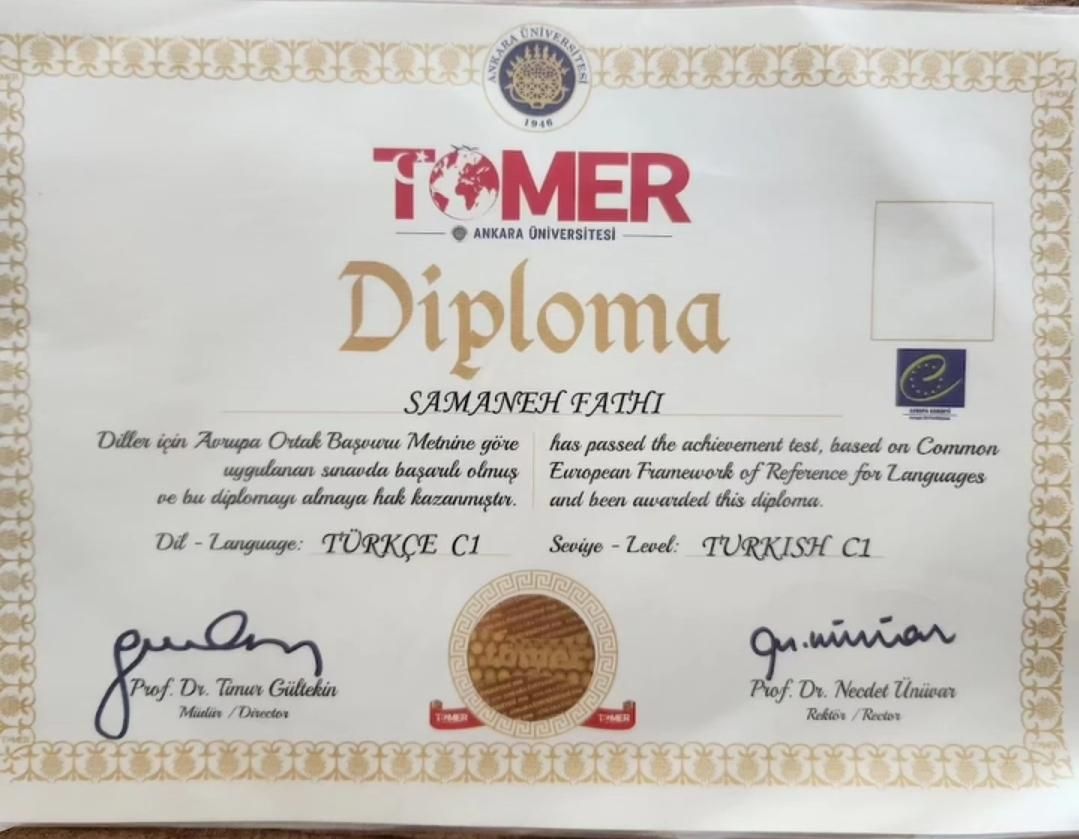 ANKARA ÜNİVERSİTESİ
1946
TÖMER
ANKARA ÜNİVERSİTESİ
Diploma
SAMANEH FATHI
Diller için Avrupa Ortak Başvuru Metnine göre
uygulanan sınavda başarılı olmuş
ve bu diplomayı almaya hak kazanmıştır.
has passed the achievement test, based on Common
European Framework of Reference for Languages
and been awarded this diploma.
Dil - Language: TÜRKÇE C1
Seviye - Level: TURKISH C1
AVRUPA KONSEYİ
Prof. Dr. Timur Gültekin
Müdür / Director
tömer
TÖMER
TÖMER
Prof. Dr. Necdet Ünüvar
Rektör / Rector